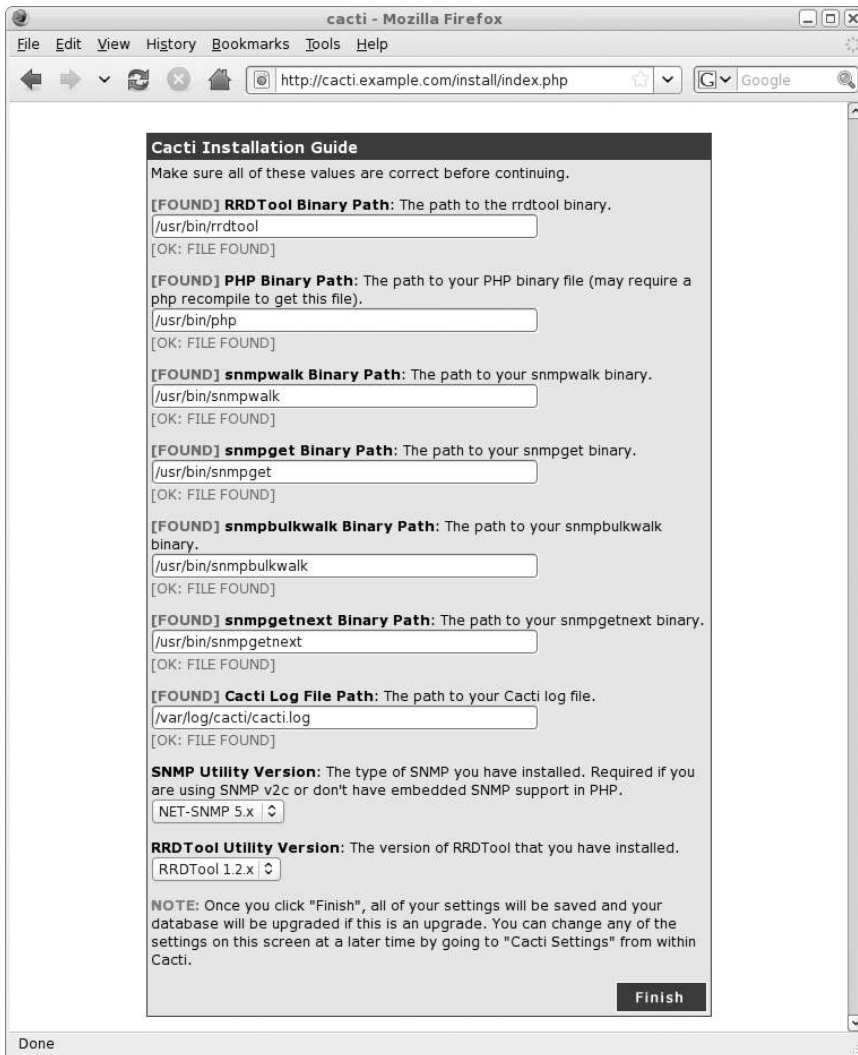 cacti - Mozilla Firefox
File Edit View History Bookmarks Tools Help
http://cacti.example.com/install/index.php
G Google
Cacti Installation Guide
Make sure all of these values are correct before continuing.
[FOUND] RRDTool Binary Path: The path to the rrdtool binary.
/usr/bin/rrdtool
[OK: FILE FOUND]
[FOUND] PHP Binary Path: The path to your PHP binary file (may require a
php recompile to get this file).
/usr/bin/php
[OK: FILE FOUND]
[FOUND] snmpwalk Binary Path: The path to your snmpwalk binary.
/usr/bin/snmpwalk
[OK: FILE FOUND]
[FOUND] snmpget Binary Path: The path to your snmpget binary.
/usr/bin/snmpget
[OK: FILE FOUND]
[FOUND] snmpbulkwalk Binary Path: The path to your snmpbulkwalk
binary.
/usr/bin/snmpbulkwalk
[OK: FILE FOUND]
[FOUND] snmpgetnext Binary Path: The path to your snmpgetnext binary.
/usr/bin/snmpgetnext
[OK: FILE FOUND]
[FOUND] Cacti Log File Path: The path to your Cacti log file.
/var/log/cacti/cacti.log
[OK: FILE FOUND]
SNMP Utility Version: The type of SNMP you have installed. Required if you
are using SNMP v2c or don't have embedded SNMP support in PHP.
NET-SNMP 5.x
RRDTool Utility Version: The version of RRDTool that you have installed.
RRDTool 1.2.x
NOTE: Once you click "Finish", all of your settings will be saved and your
database will be upgraded if this is an upgrade. You can change any of the
settings on this screen at a later time by going to "Cacti Settings" from within
Cacti.
Finish
Done